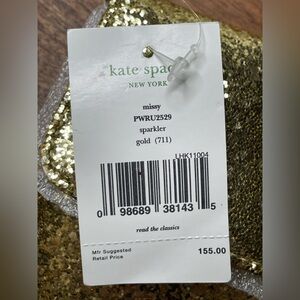 kate spa
NEW YORK
missy
PWRU2529
sparkler
gold (711)
LHK11004
0 98689 38143 5
read the classics
Mfr Suggested
Retail Price
155.00